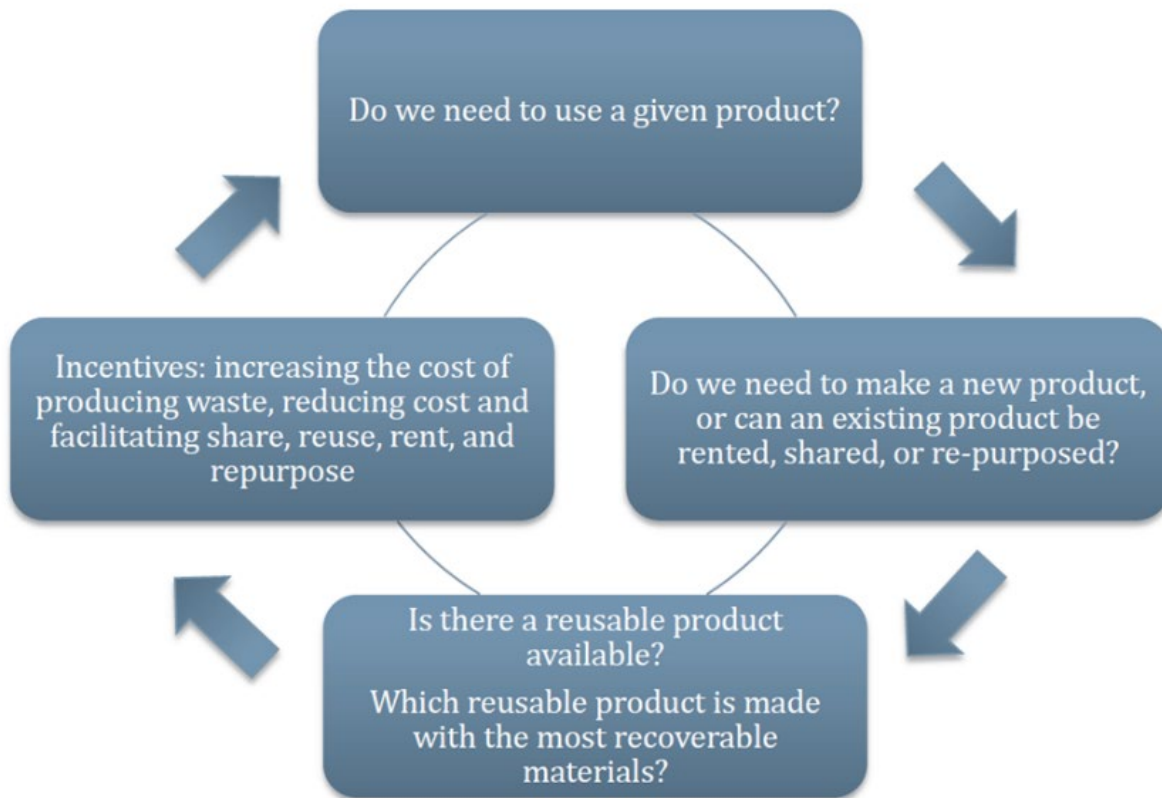 Do we need to use a given product?
Do we need to make a new product,
or can an existing product be
rented, shared, or re-purposed?
Is there a reusable product
available?
Which reusable product is made
with the most recoverable
materials?
Incentives: increasing the cost of
producing waste, reducing cost and
facilitating share, reuse, rent, and
repurpose